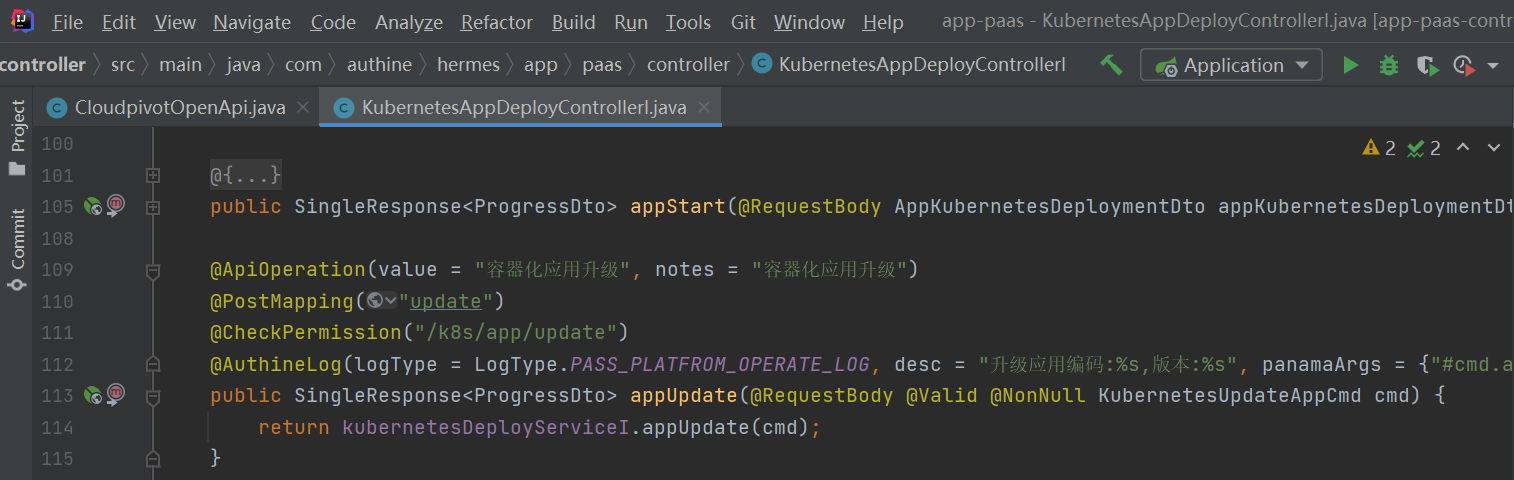 File Edit View Navigate Code Analyze Refactor Build Run Tools Git Window Help app-paas - KubernetesAppDeployControllerI.java [app-paas-contr
controller src main java com authine hermes app paas controller KubernetesAppDeployControllerI Application
CloudpivotOpenApi.java KubernetesAppDeployControllerI.java
Project
Commit
100 2 2
101 @{...}
105 public SingleResponse<ProgressDto> appStart(@RequestBody AppKubernetesDeploymentDto appKubernetesDeploymentDt
108
109 @ApiOperation(value = "容器化应用升级", notes = "容器化应用升级")
110 @PostMapping("update")
111 @CheckPermission("/k8s/app/update")
112 @AuthineLog(logType = LogType.PASS_PLATFROM_OPERATE_LOG, desc = "升级应用编码:%s,版本:%s", panamaArgs = {"#cmd.a
113 public SingleResponse<ProgressDto> appUpdate(@RequestBody @Valid @NonNull KubernetesUpdateAppCmd cmd) {
114 return kubernetesDeployServiceI.appUpdate(cmd);
115 }